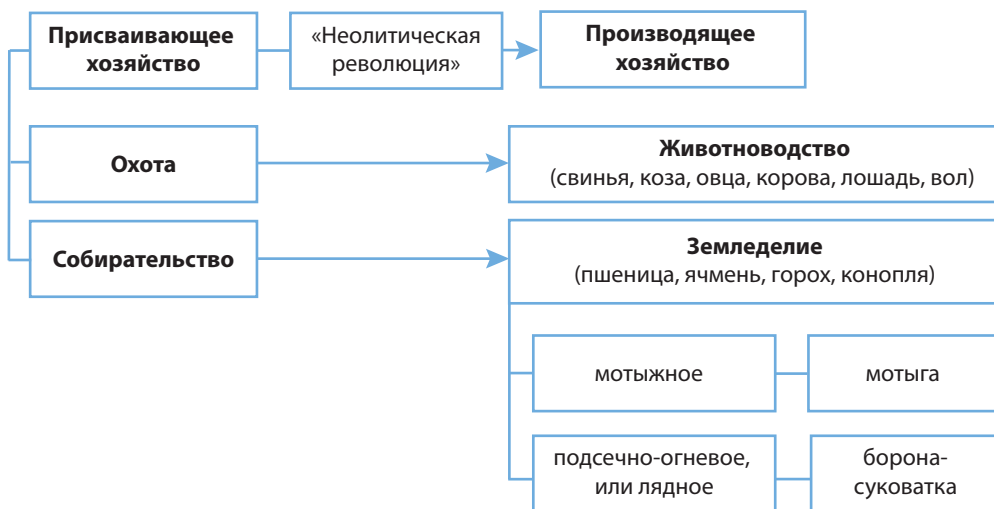 Присваивающее
хозяйство
«Неолитическая
революция»
Производящее
хозяйство
Охота
Животноводство
(свинья, коза, овца, корова, лошадь, вол)
Собирательство
Земледелие
(пшеница, ячмень, горох, конопля)
мотыжное
мотыга
подсечно-огневое,
или лядное
борона-
суковатка